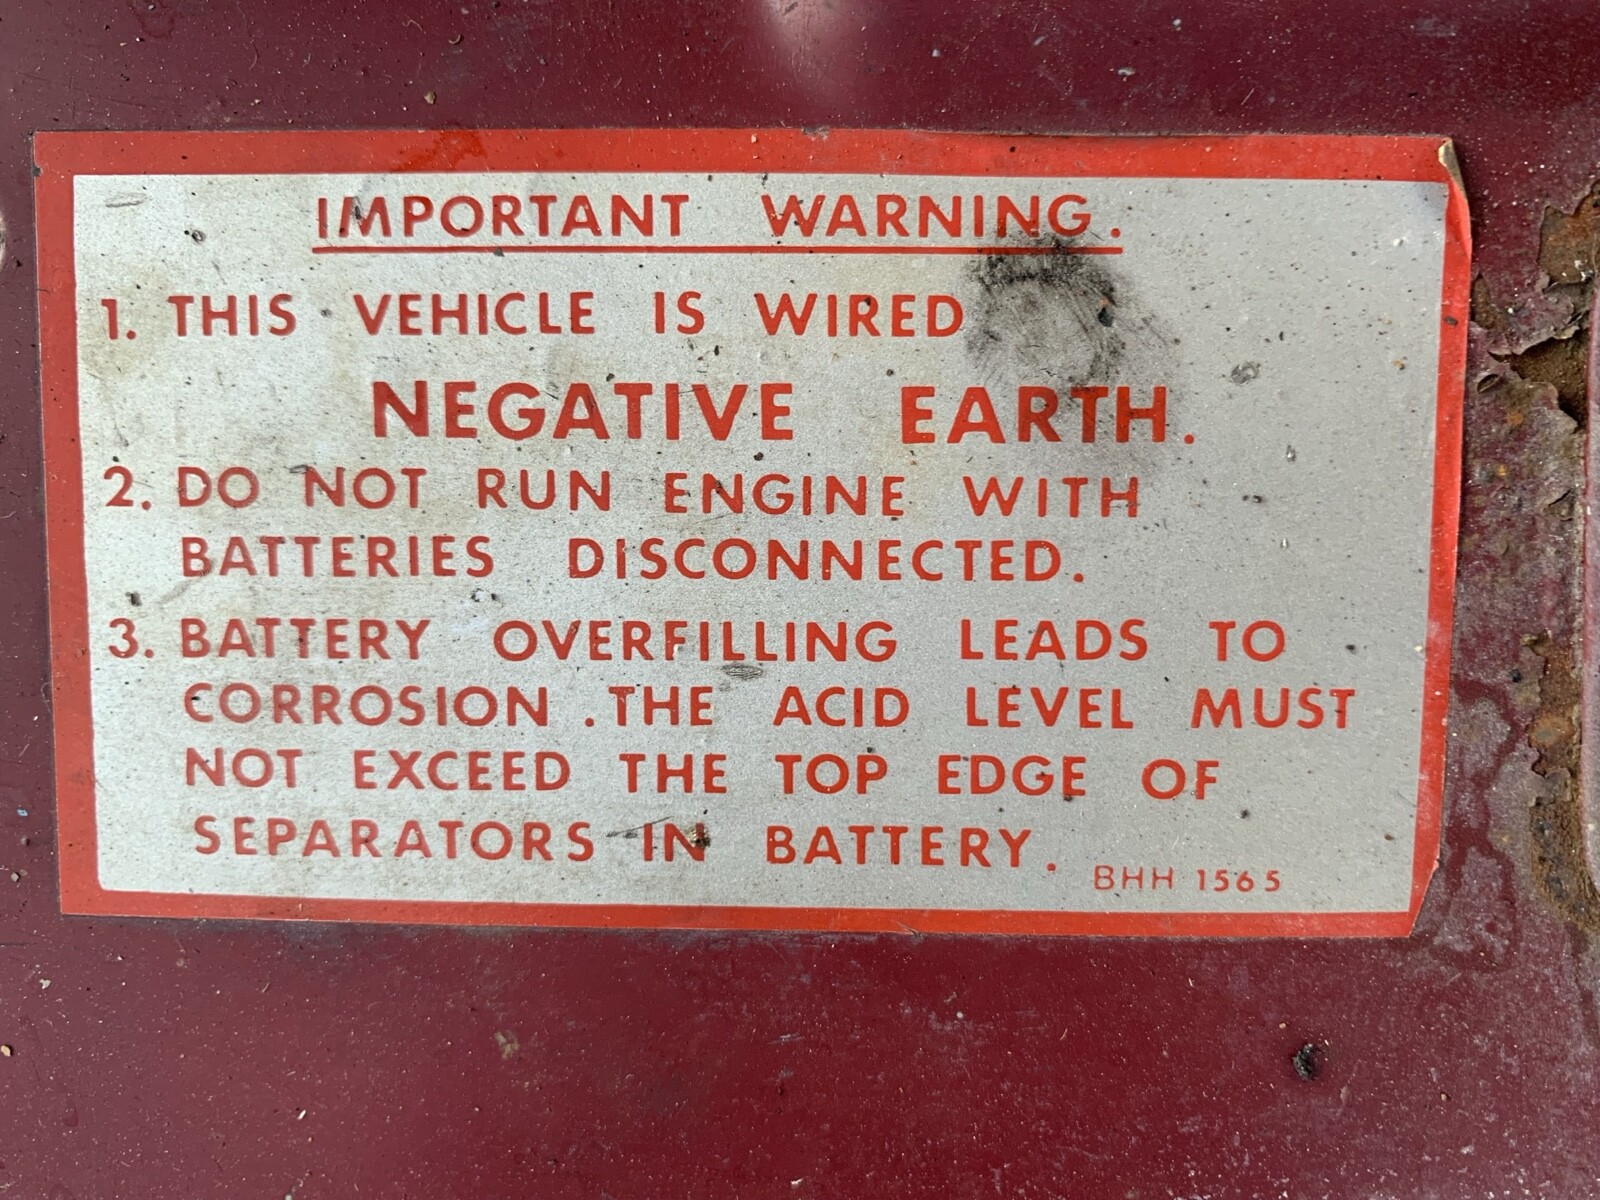 IMPORTANT WARNING.
1. THIS VEHICLE IS WIRED
NEGATIVE EARTH.
2. DO NOT RUN ENGINE WITH
BATTERIES DISCONNECTED.
3. BATTERY OVERFILLING LEADS TO
CORROSION . THE ACID LEVEL MUST
NOT EXCEED THE TOP EDGE OF
SEPARATORS IN BATTERY.
BHH 1565